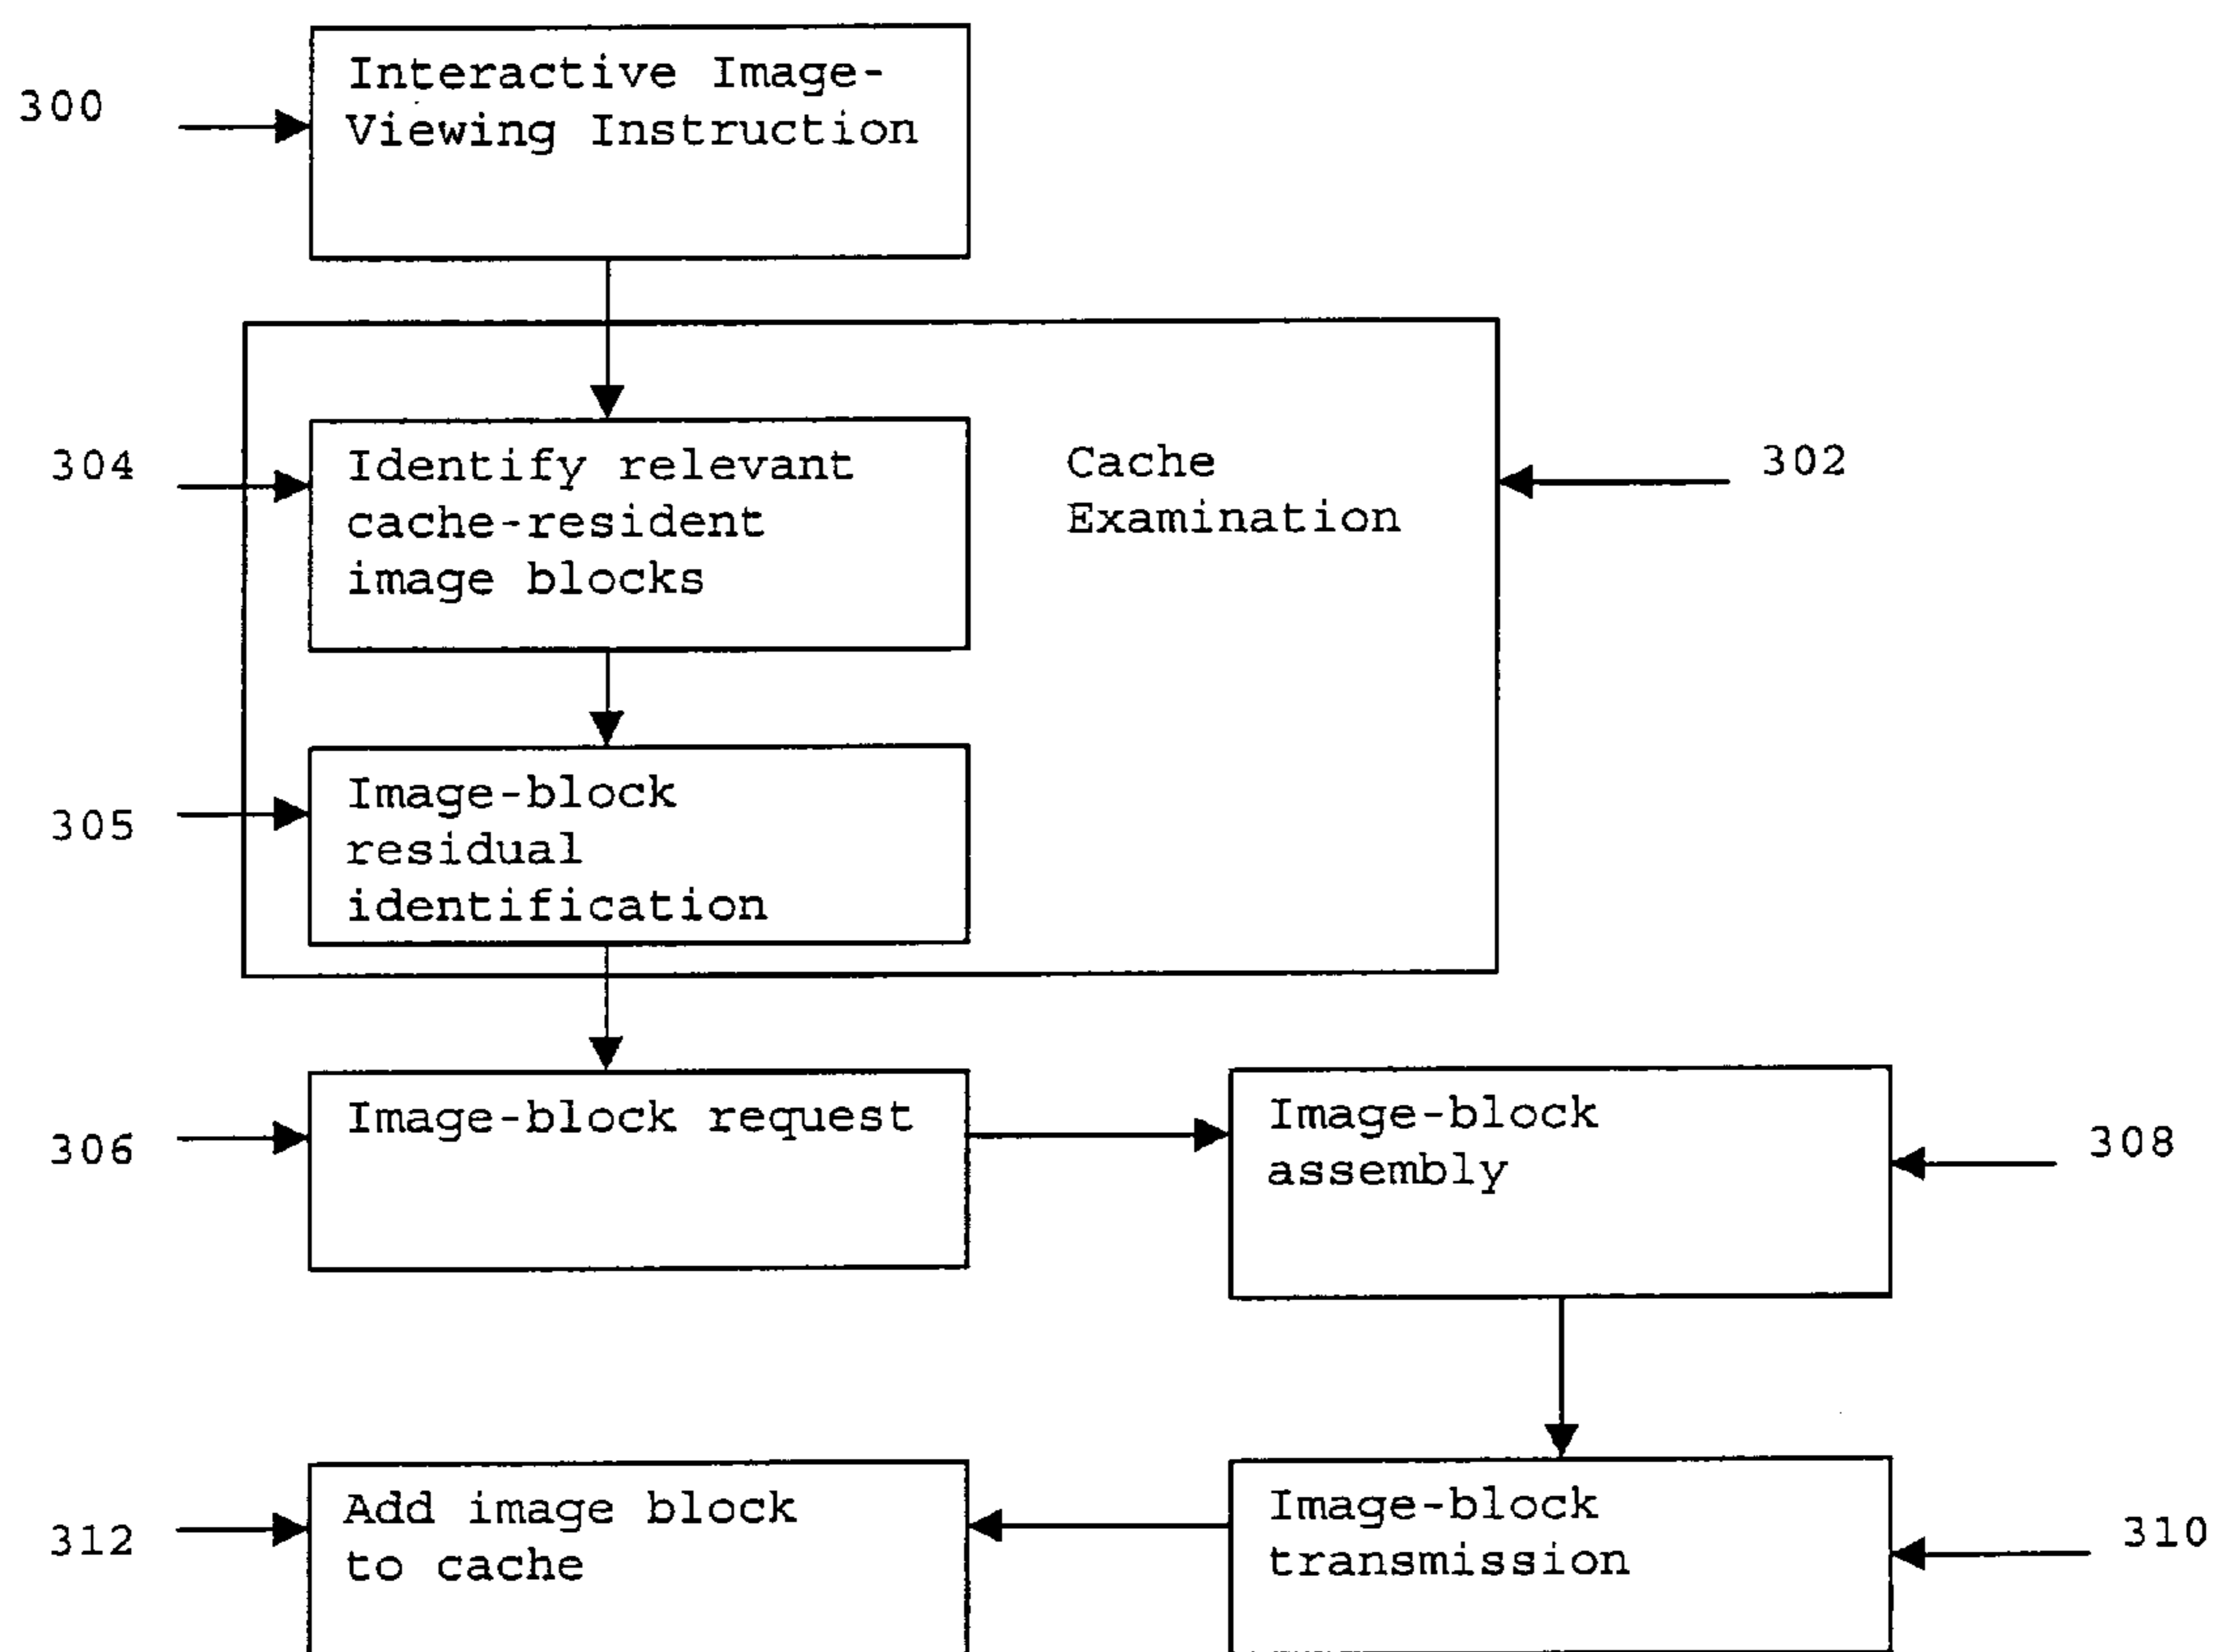 300
Interactive Image-
Viewing Instruction
304
Identify relevant
cache-resident
image blocks
Cache
Examination
302
305
Image-block
residual
identification
306
Image-block request
Image-block
assembly
308
312
Add image block
to cache
Image-block
transmission
310